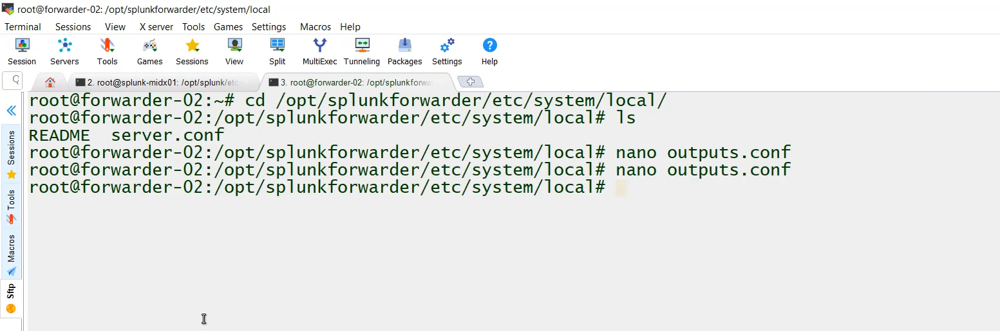 root@forwarder-02: /opt/splunkforwarder/etc/system/local
Terminal Sessions View X server Tools Games Settings Macros Help
Session Servers Tools Games Sessions View Split MultiExec Tunneling Packages Settings Help
2. root@splunk-midx01: /opt/splunk/etc 3. root@forwarder-02: /opt/splunkforwa
root@forwarder-02:~# cd /opt/splunkforwarder/etc/system/local/
root@forwarder-02:/opt/splunkforwarder/etc/system/local# ls
README server.conf
root@forwarder-02:/opt/splunkforwarder/etc/system/local# nano outputs.conf
root@forwarder-02:/opt/splunkforwarder/etc/system/local# nano outputs.conf
root@forwarder-02:/opt/splunkforwarder/etc/system/local#
Sessions
Tools
Macros
Sftp